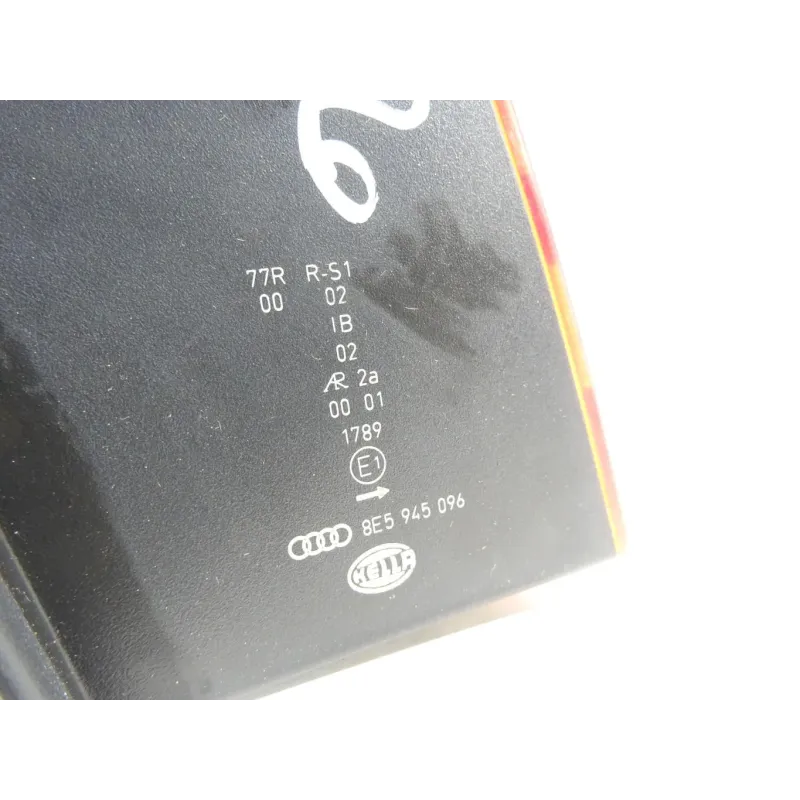 77R R-S1
00 02
IB
02
AR 2a
00 01
1789
E1
→
8E5 945 096
HELLA